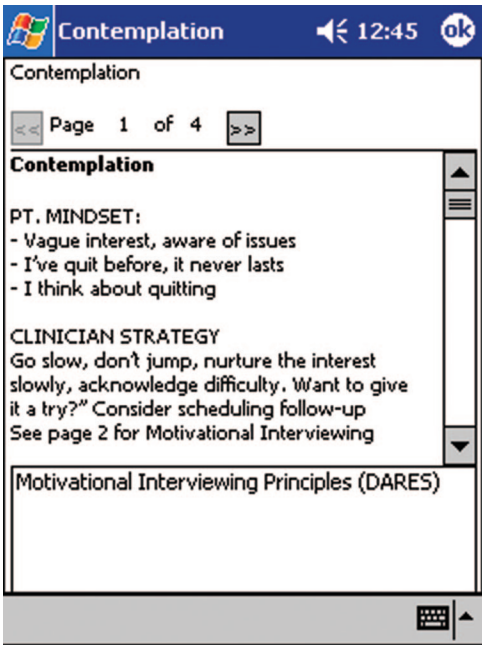 Contemplation 12:45 ok
Contemplation
<< Page 1 of 4 >>
Contemplation
PT. MINDSET:
- Vague interest, aware of issues
- I've quit before, it never lasts
- I think about quitting
CLINICIAN STRATEGY
Go slow, don't jump, nurture the interest
slowly, acknowledge difficulty. Want to give
it a try?" Consider scheduling follow-up
See page 2 for Motivational Interviewing
Motivational Interviewing Principles (DARES)